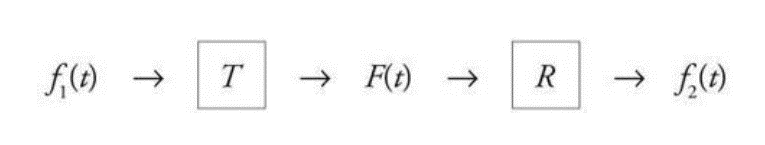 f₁(t) → T → F(t) → R → f₂(t)